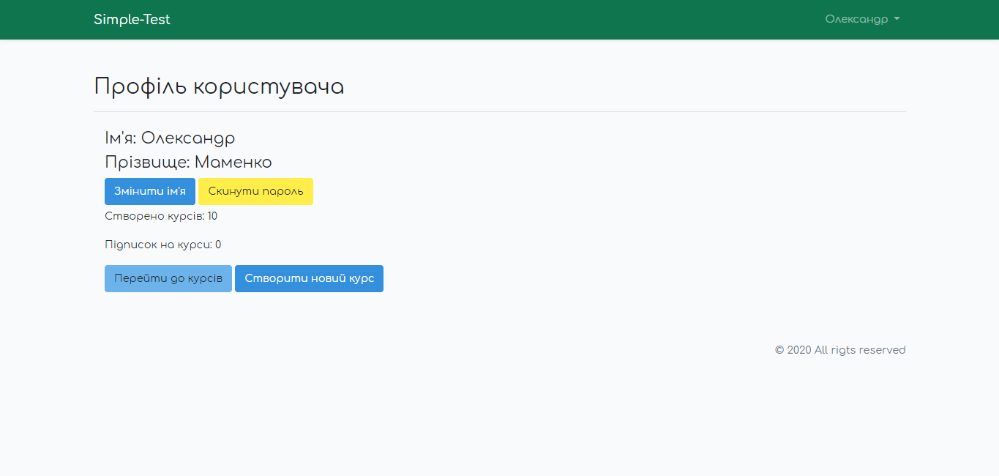 Simple-Test
Олександр
Профіль користувача
Ім'я: Олександр
Прізвище: Маменко
Змінити ім'я Скинути пароль
Створено курсів: 10
Підписок на курси: 0
Перейти до курсів Створити новий курс
© 2020 All rigts reserved